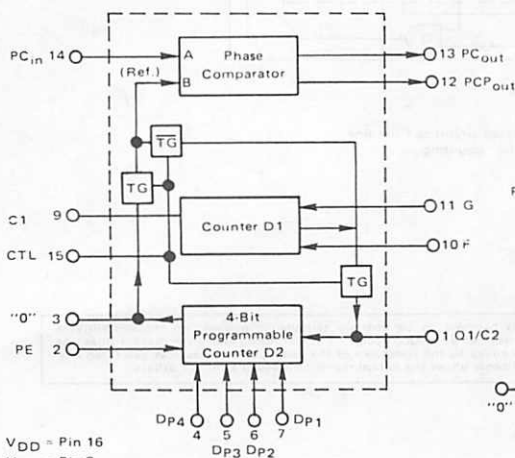 PCin 14
A
Phase Comparator
13 PCout
(Ref.)
B
12 PCPout
TG
TG
11 G
C1 9
Counter D1
10 F
CTL 15
TG
"0" 3
4-Bit
Programmable
Counter D2
1 Q1/C2
PE 2
DP4
DP1
4 5 6 7
DP3 DP2
"0"
VDD = Pin 16